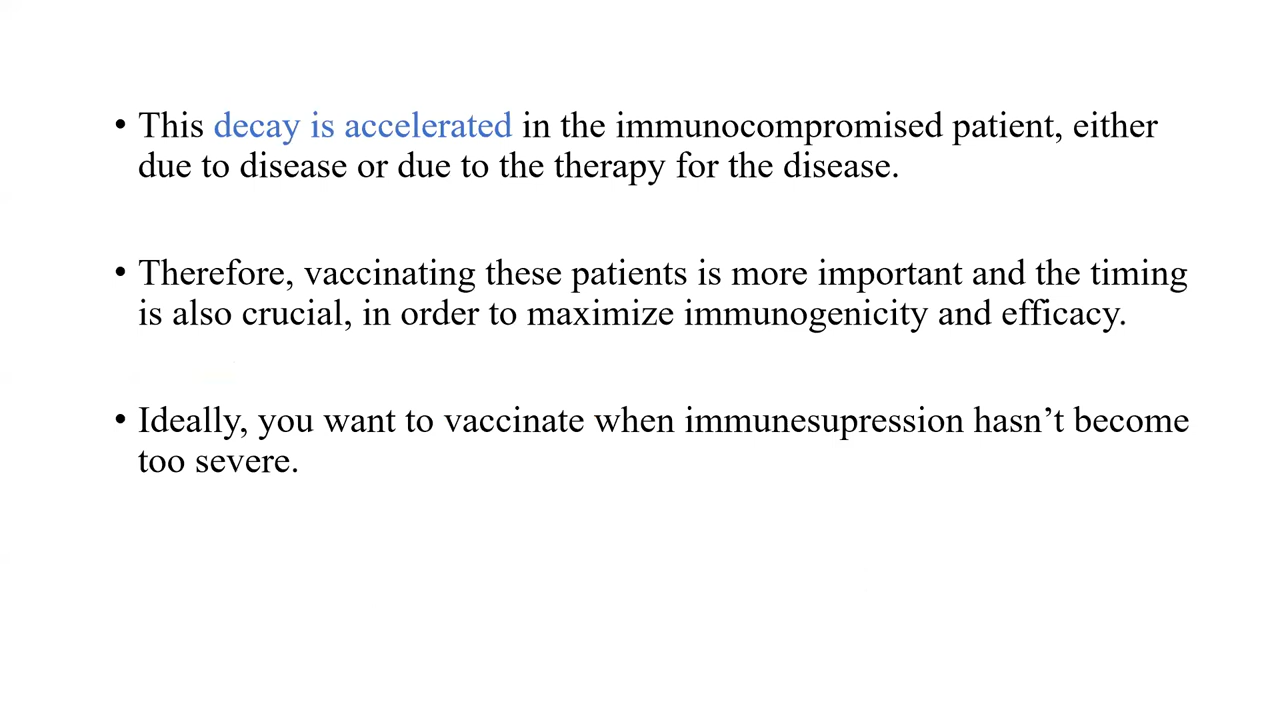 • This decay is accelerated in the immunocompromised patient, either
due to disease or due to the therapy for the disease.
• Therefore, vaccinating these patients is more important and the timing
is also crucial, in order to maximize immunogenicity and efficacy.
• Ideally, you want to vaccinate when immunesupression hasn’t become
too severe.